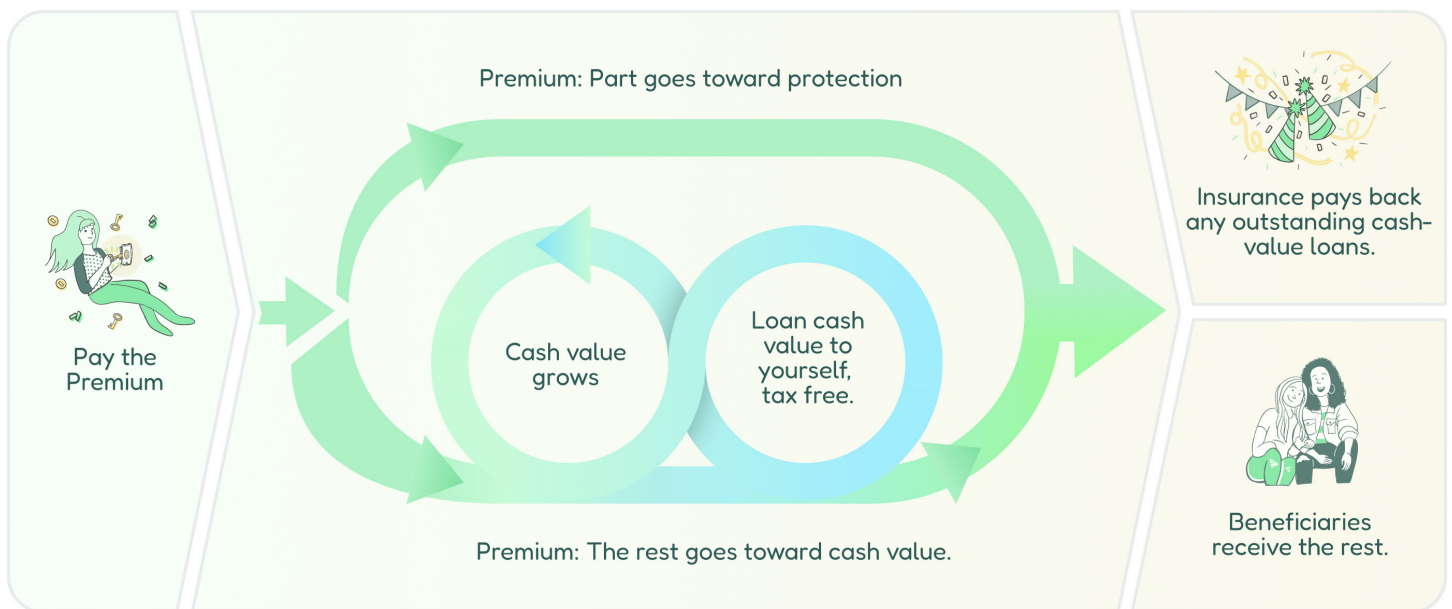 Premium: Part goes toward protection
Pay the
Premium
Cash value
grows
Loan cash
value to
yourself,
tax free.
Premium: The rest goes toward cash value.
Insurance pays back
any outstanding cash-
value loans.
Beneficiaries
receive the rest.